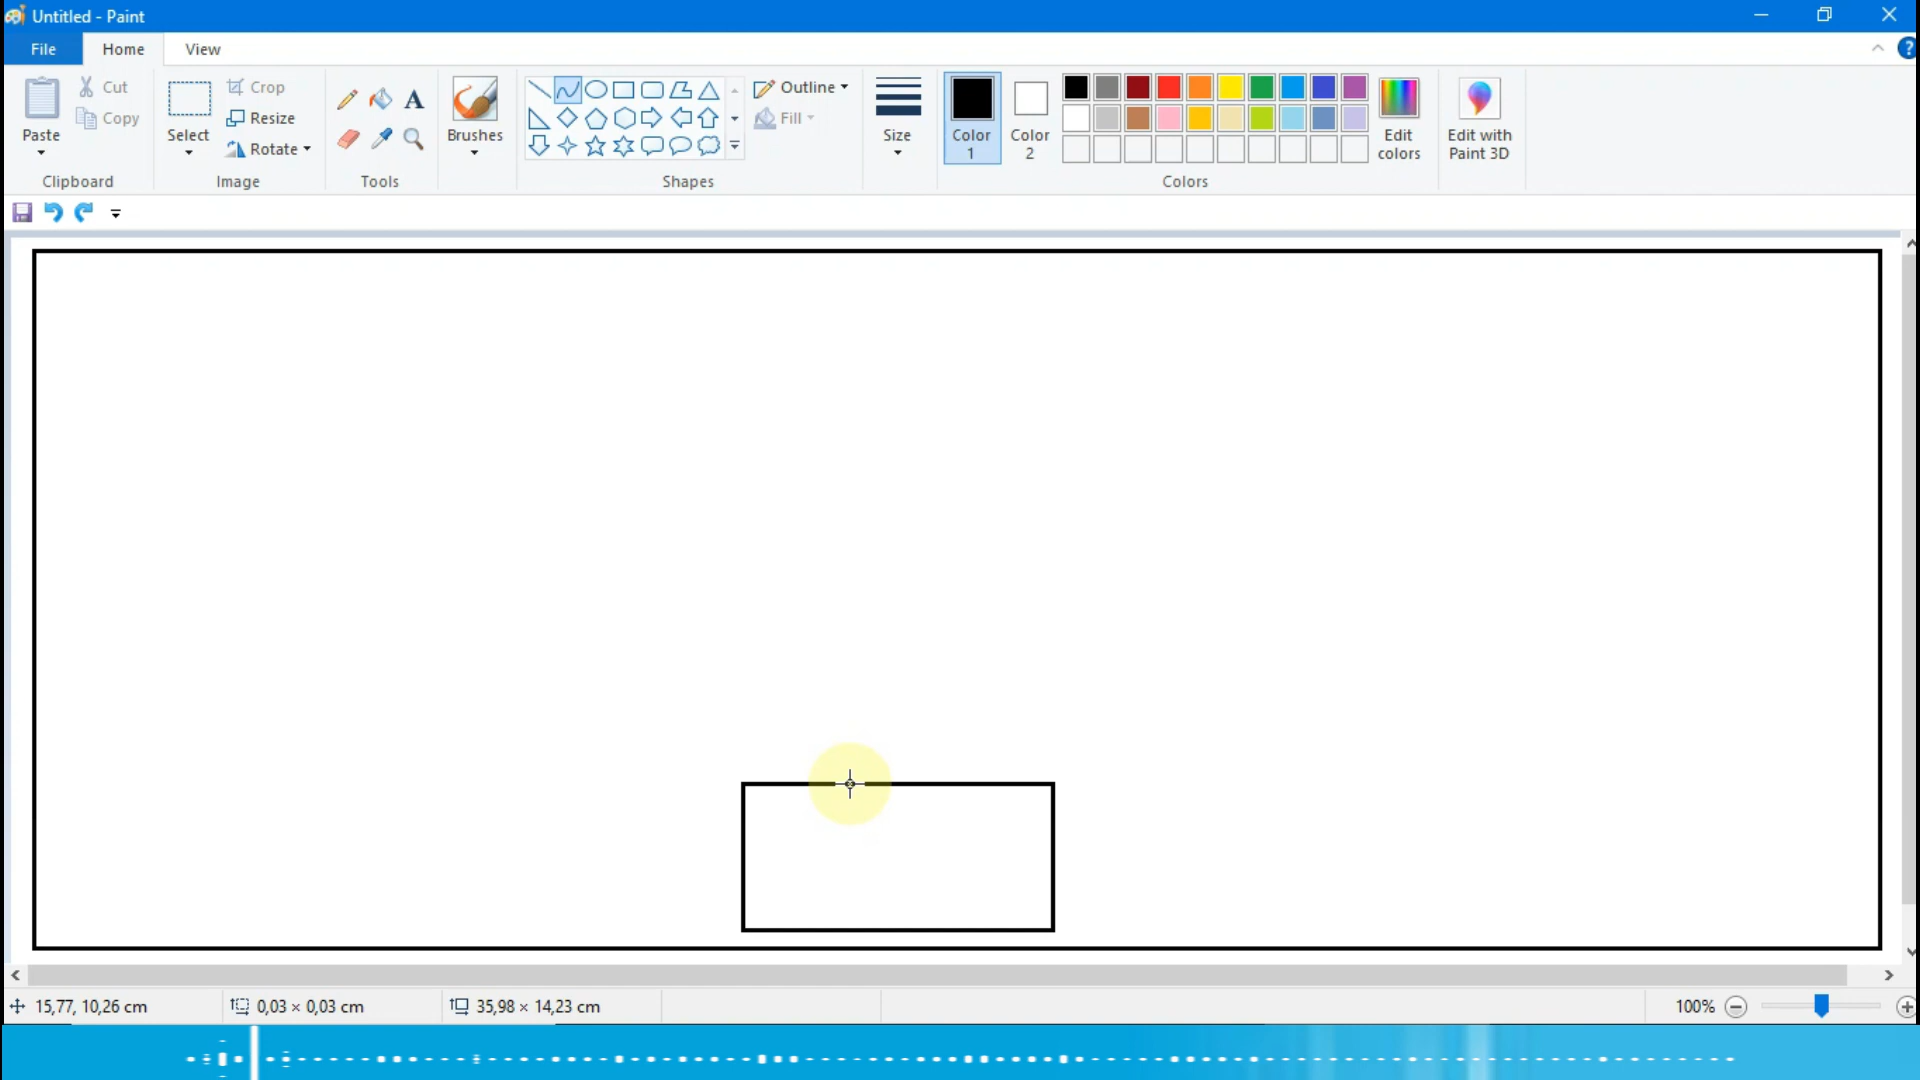 Untitled - Paint
File Home View
Paste Cut Copy Select Crop Resize Rotate A Brushes Outline Fill Size Color 1 Color 2 Edit colors Edit with Paint 3D
Clipboard Image Tools Shapes Colors
15,77, 10,26 cm 0,03 × 0,03 cm 35,98 × 14,23 cm 100%